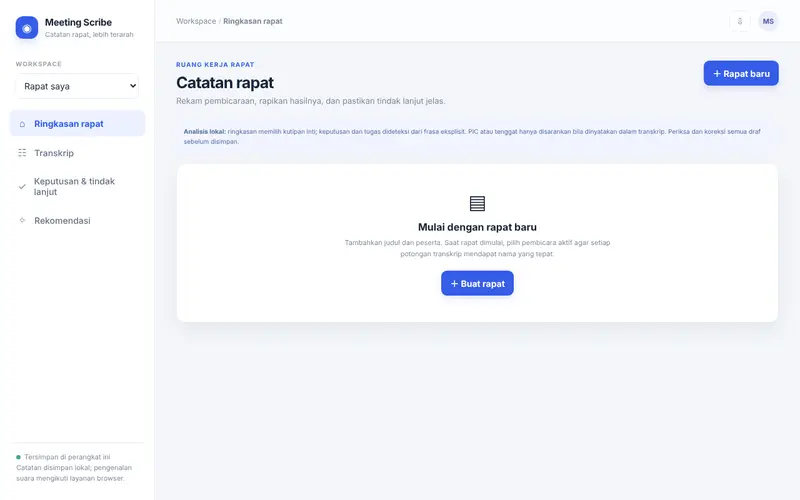 Meeting Scribe
Catatan rapat, lebih terarah
WORKSPACE
Rapat saya
Ringkasan rapat
Transkrip
Keputusan & tindak
lanjut
Rekomendasi
Tersimpan di perangkat ini
Catatan disimpan lokal; pengenalan
suara mengikuti layanan browser.
Workspace / Ringkasan rapat
MS
RUANG KERJA RAPAT
Catatan rapat
Rekam pembicaraan, rapikan hasilnya, dan pastikan tindak lanjut jelas.
+ Rapat baru
Analisis lokal: ringkasan memilih kutipan inti; keputusan dan tugas dideteksi dari frasa eksplisit. PIC atau tenggat hanya disarankan bila dinyatakan dalam transkrip. Periksa dan koreksi semua draf
sebelum disimpan.
Mulai dengan rapat baru
Tambahkan judul dan peserta. Saat rapat dimulai, pilih pembicara aktif agar setiap
potongan transkrip mendapat nama yang tepat.
+ Buat rapat